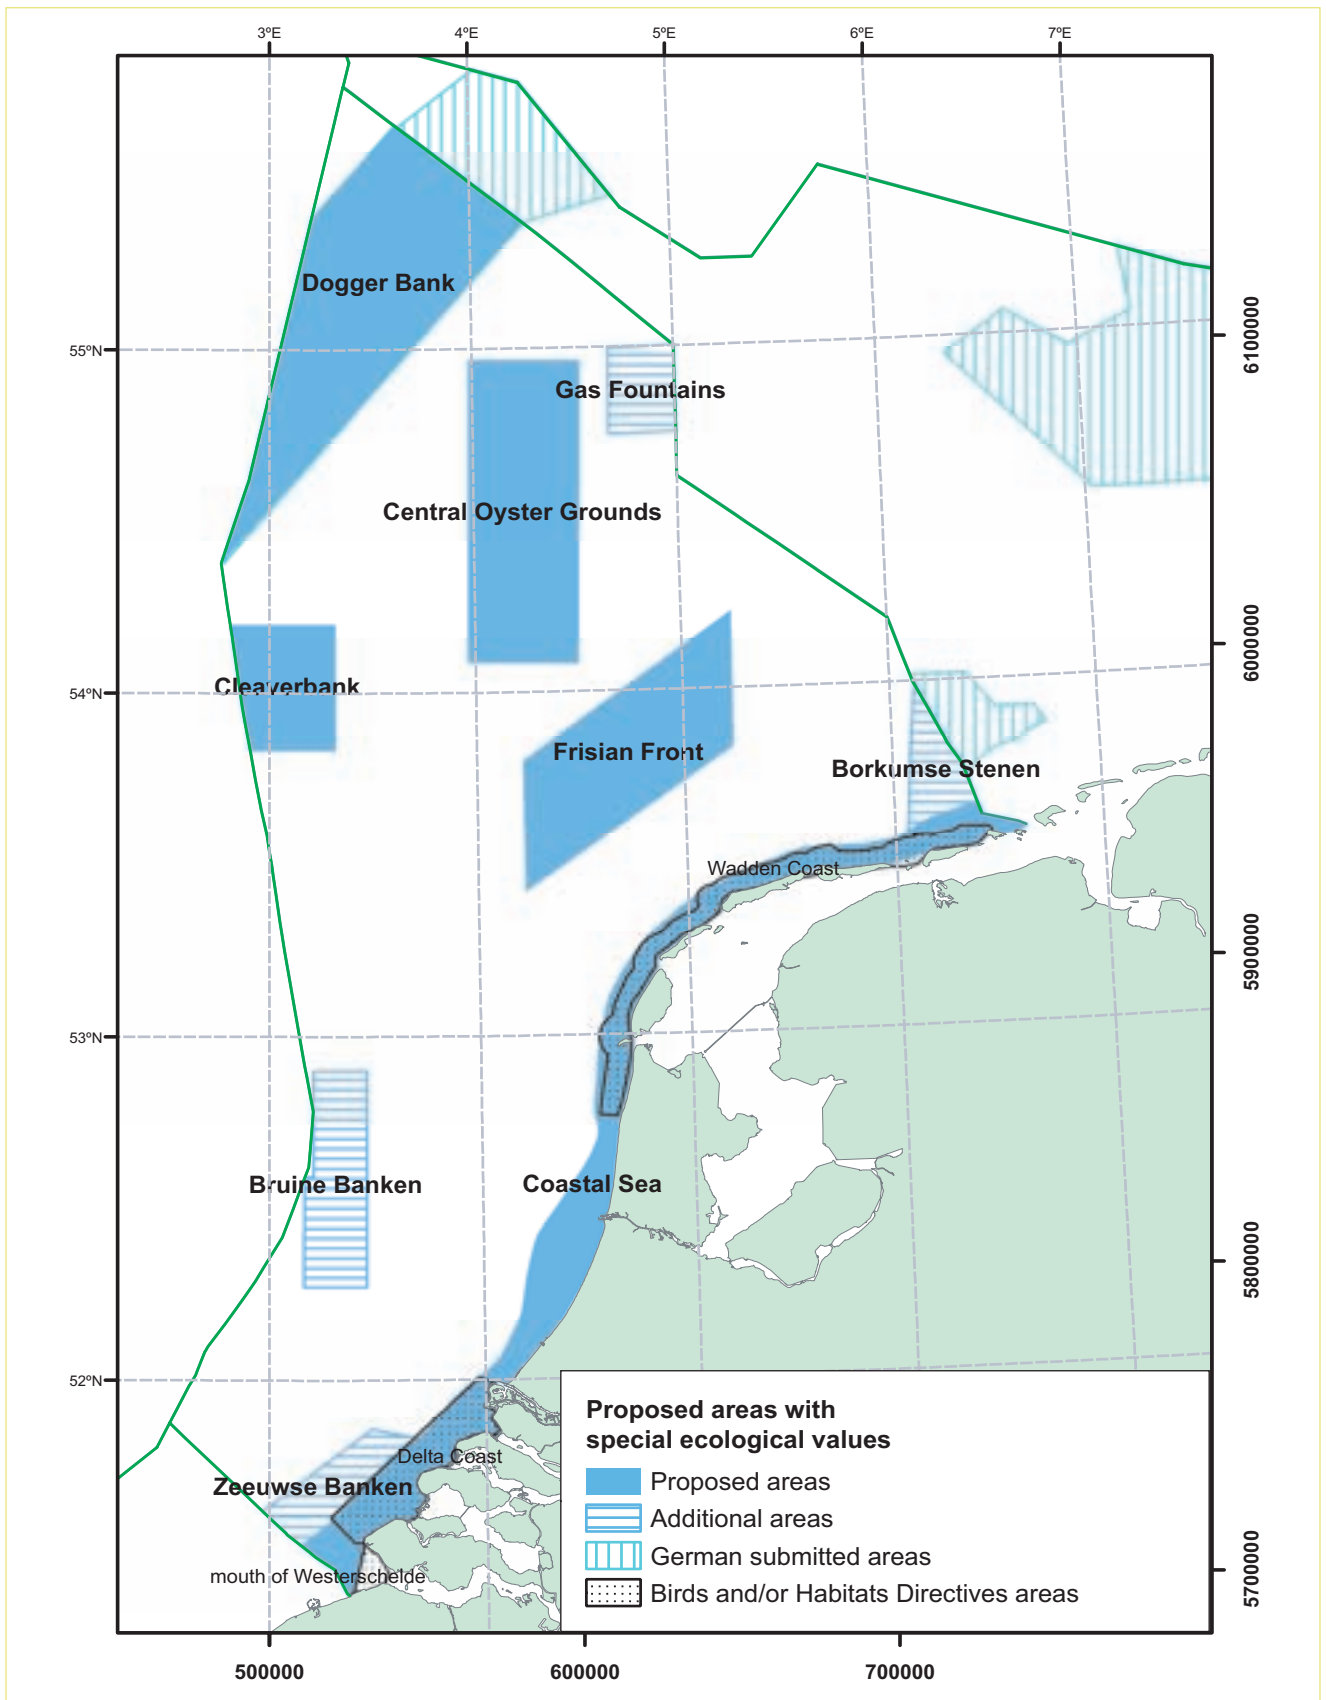 3ºE
4ºE
5ºE
6ºE
7ºE
Dogger Bank
55ºN
6100000
Gas Fountains
Central Oyster Grounds
6000000
Cleaverbank
54ºN
Frisian Front
Borkumse Stenen
Wadden Coast
5900000
53ºN
Bruine Banken
Coastal Sea
5800000
52ºN
Delta Coast
Zeeuwse Banken
mouth of Westerschelde
5700000
Proposed areas with
special ecological values
Proposed areas
Additional areas
German submitted areas
Birds and/or Habitats Directives areas
500000
600000
700000